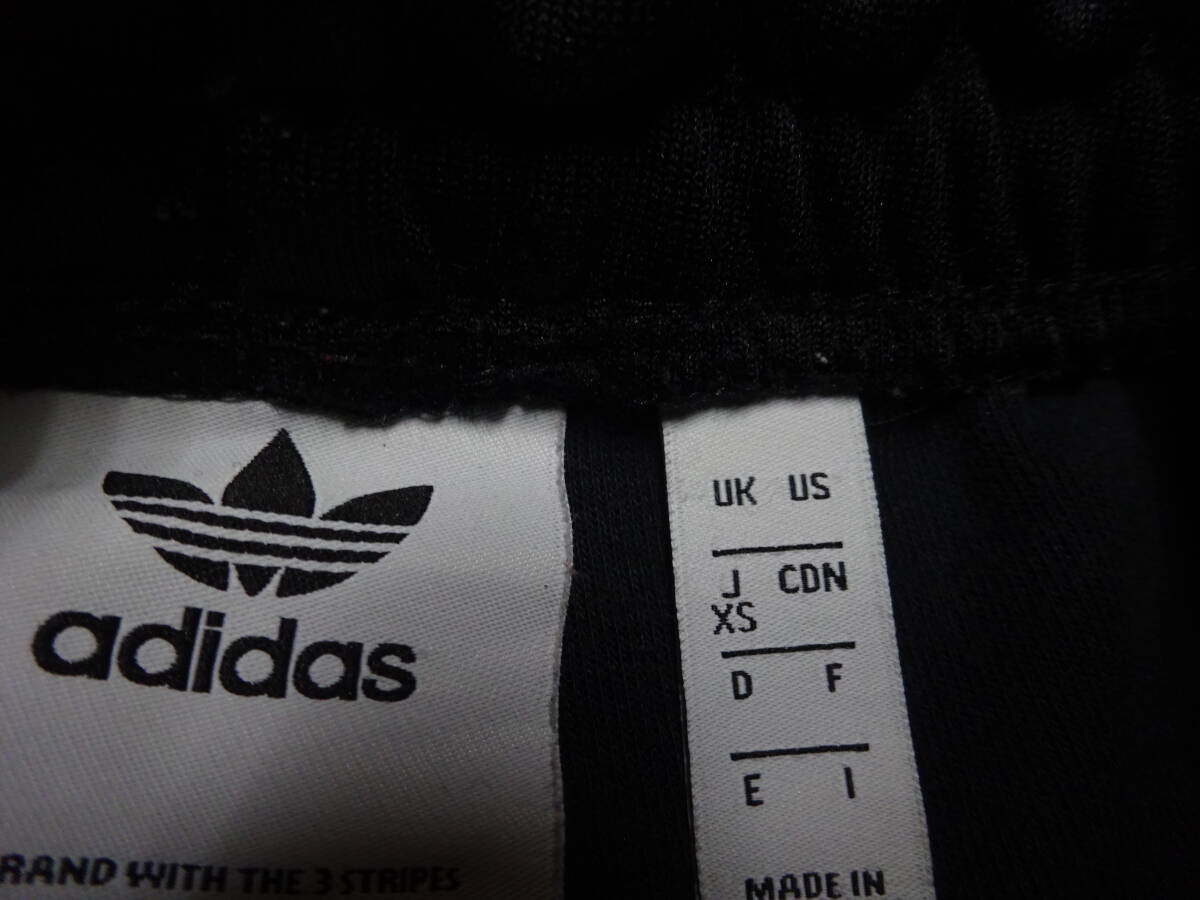 adidas
RAND WITH THE 3 STRIPES
UK US
J CDN
XS
D F
E I
MADE IN